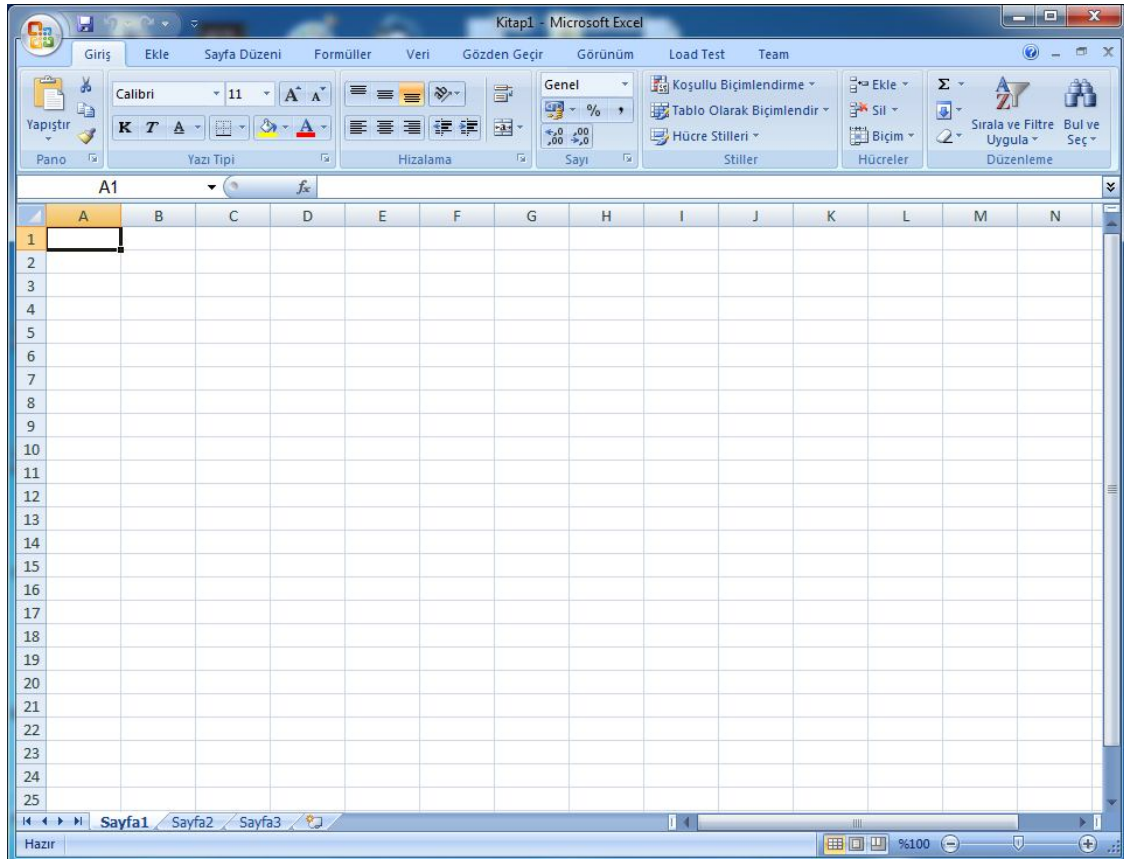 Kitap1 - Microsoft Excel
Giriş Ekle Sayfa Düzeni Formüller Veri Gözden Geçir Görünüm Load Test Team
Calibri 11 Genel Koşullu Biçimlendirme Ekle Σ
Tablo Olarak Biçimlendir Sil
Yapıştır K T A A % Hücre Stilleri Biçim Sırala ve Filtre Uygula Bul ve Seç
Pano Yazı Tipi Hizalama Sayı Stiller Hücreler Düzenleme
A1 fx
A B C D E F G H I J K L M N
1
2
3
4
5
6
7
8
9
10
11
12
13
14
15
16
17
18
19
20
21
22
23
24
25
Sayfa1 Sayfa2 Sayfa3
Hazır %100